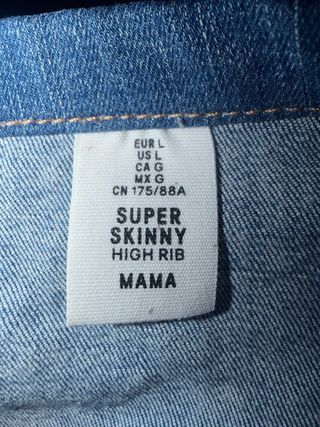 EUR L
US L
CA G
MX G
CN 175/88A
SUPER
SKINNY
HIGH RIB
MAMA